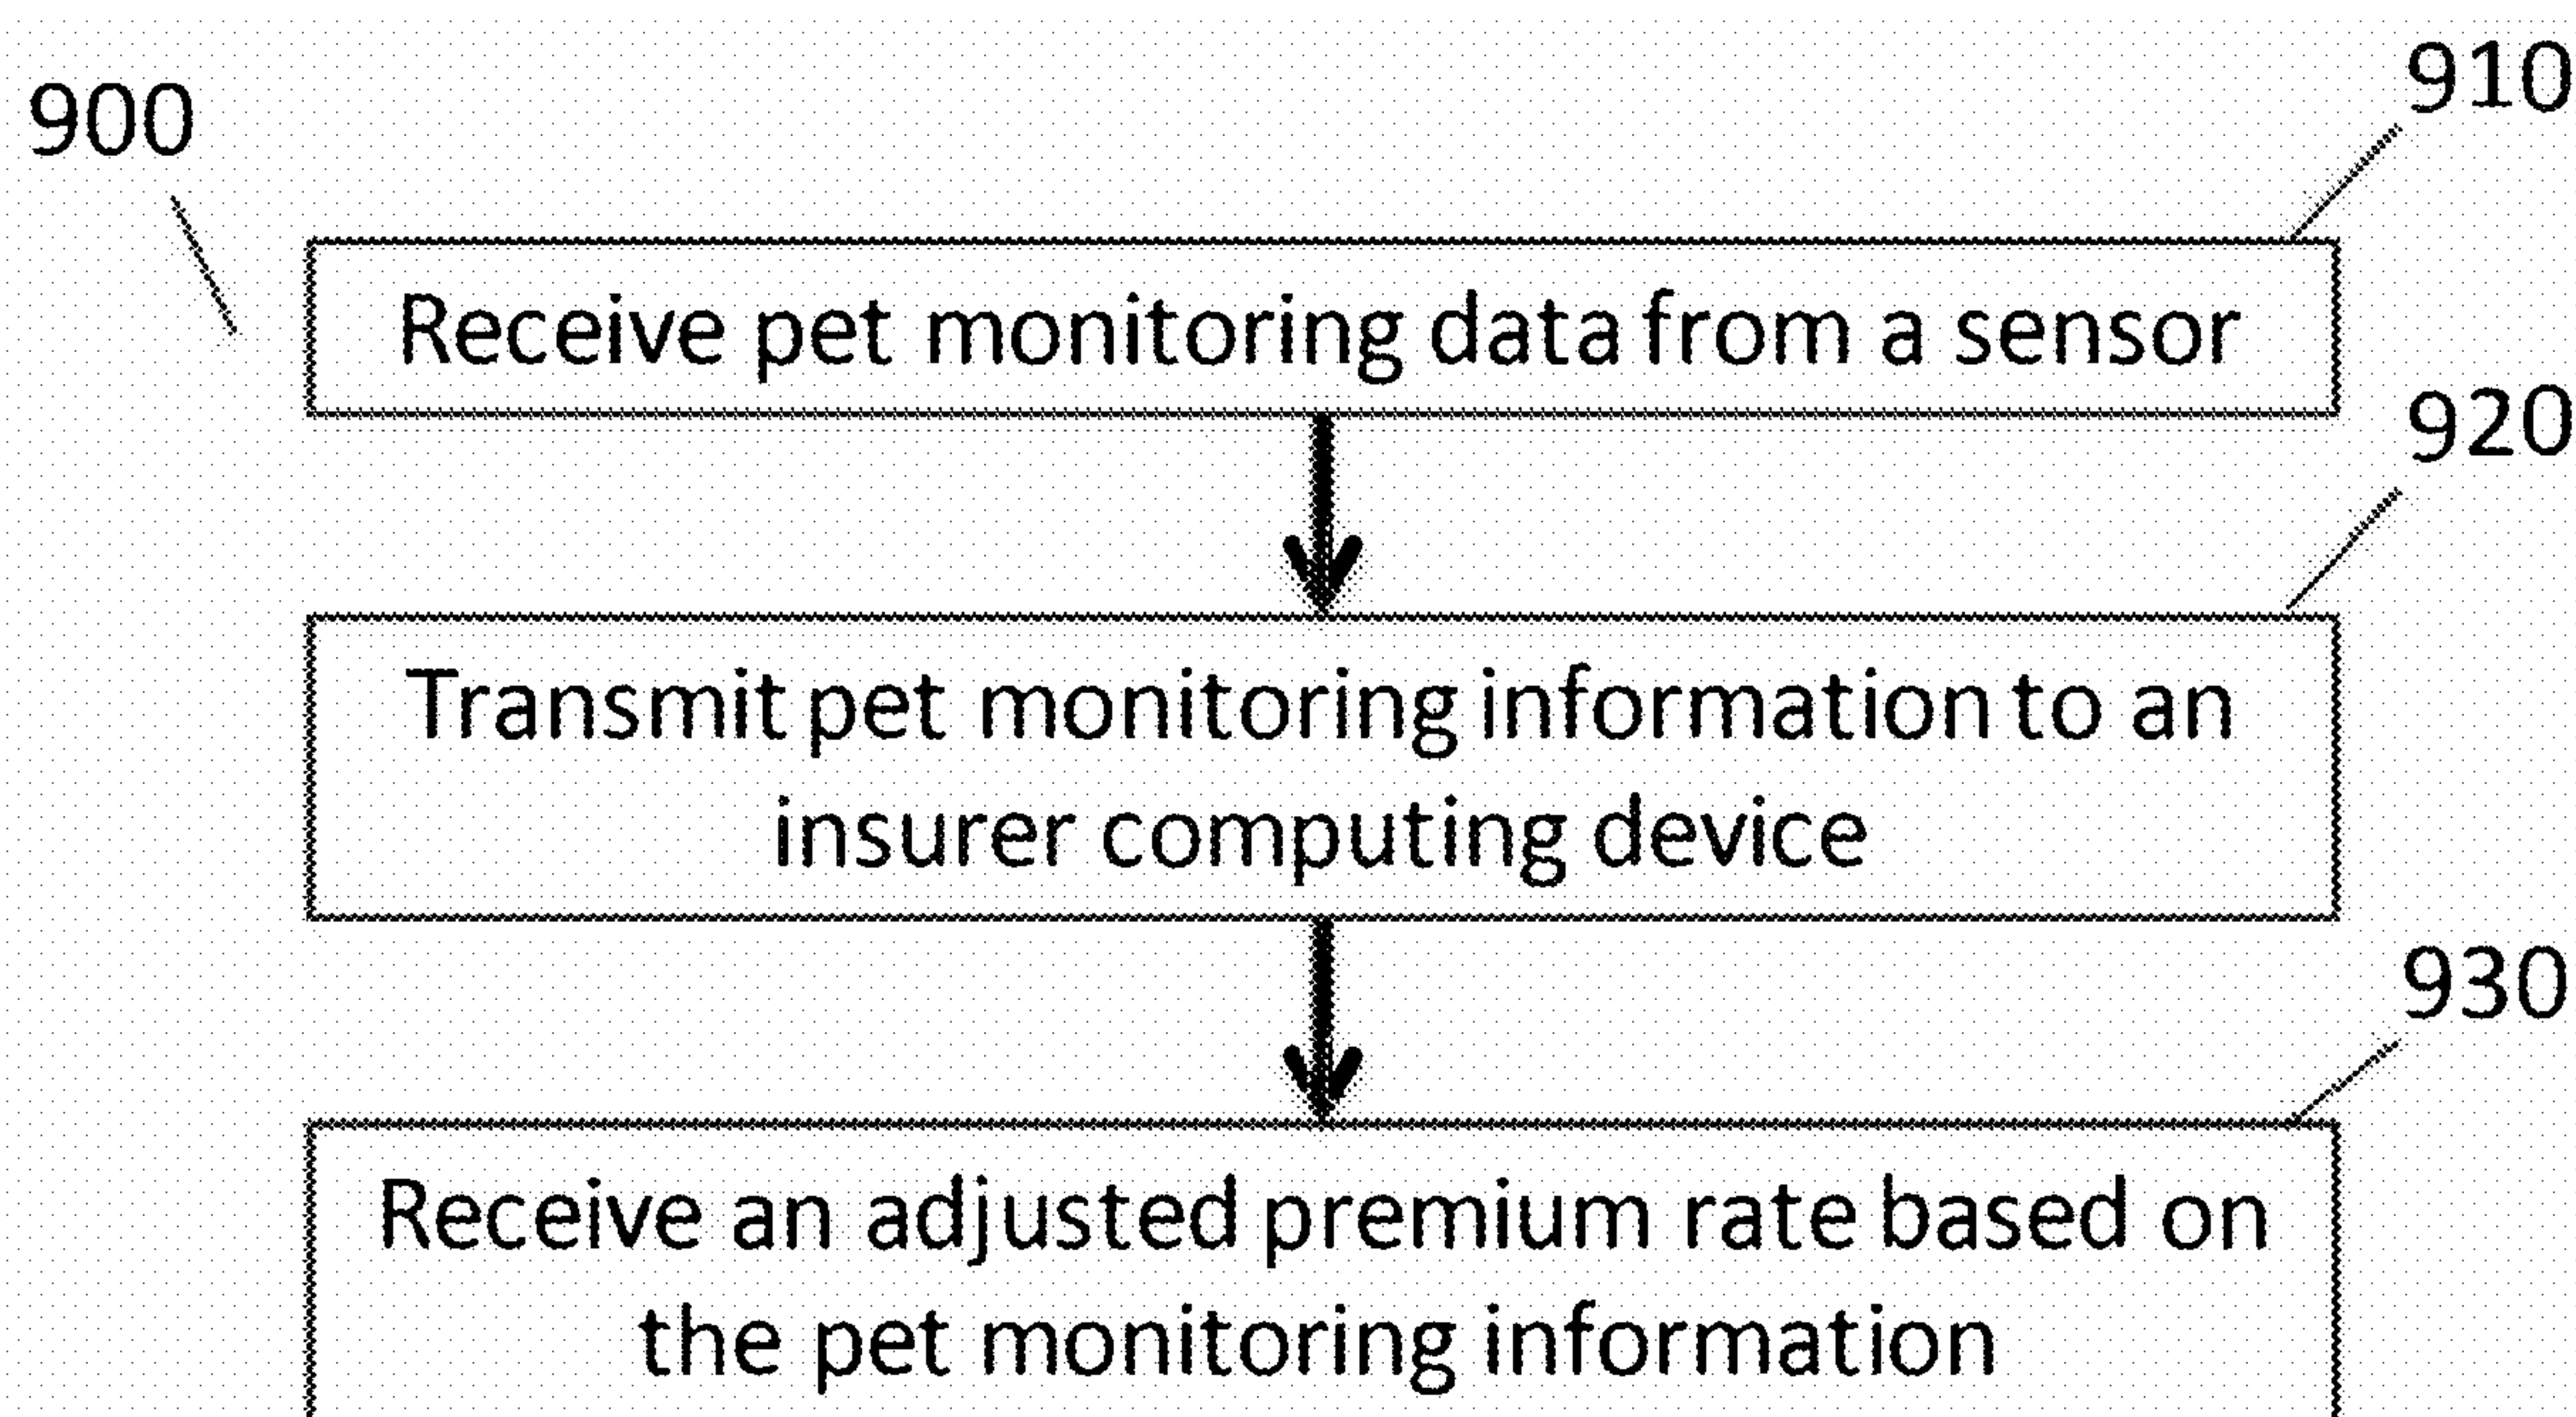 910
900
Receive pet monitoring data from a sensor
920
Transmit pet monitoring information to an
insurer computing device
930
Receive an adjusted premium rate based on
the pet monitoring information